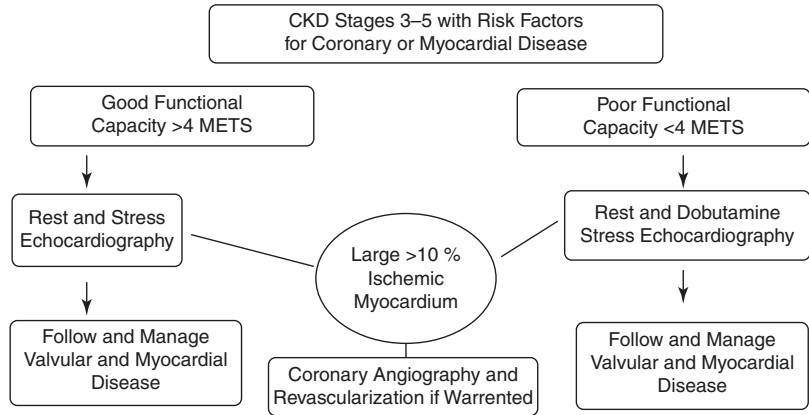 CKD Stages 3–5 with Risk Factors
for Coronary or Myocardial Disease
Good Functional
Capacity >4 METS
Poor Functional
Capacity <4 METS
Rest and Stress
Echocardiography
Large >10 %
Ischemic
Myocardium
Rest and Dobutamine
Stress Echocardiography
Follow and Manage
Valvular and Myocardial
Disease
Coronary Angiography and
Revascularization if Warrented
Follow and Manage
Valvular and Myocardial
Disease